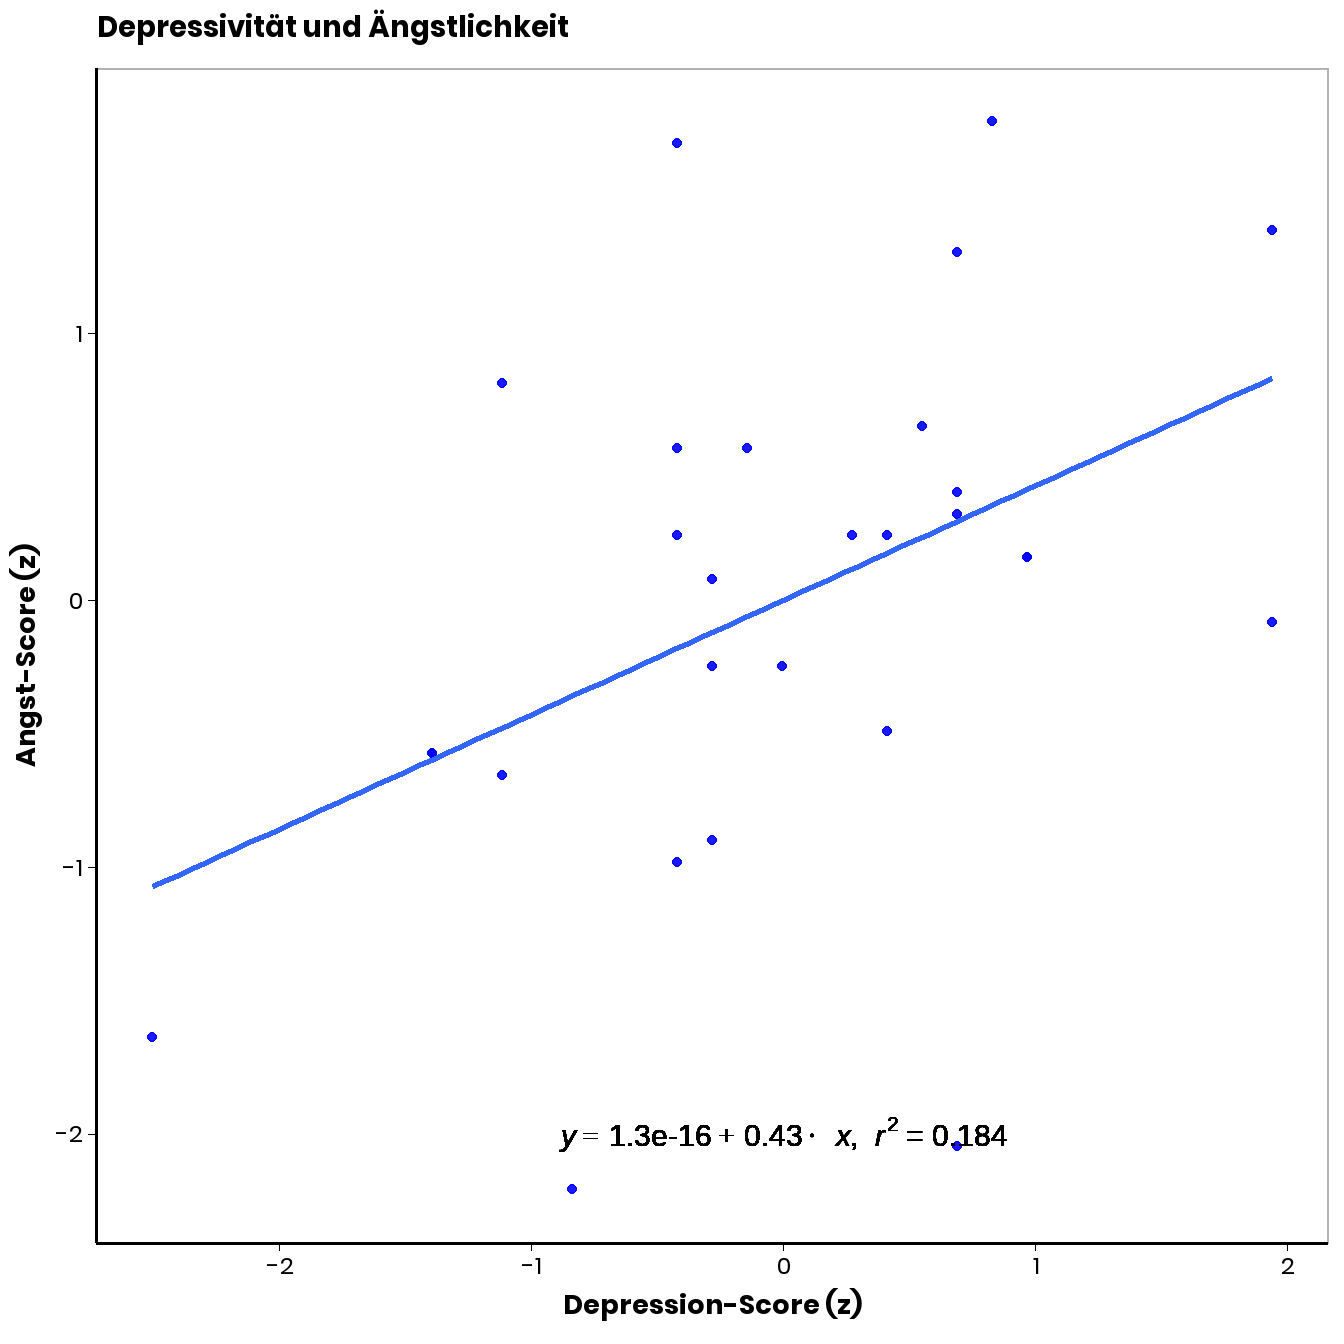 Depressivität und Ängstlichkeit
Angst-Score (z)
1
0
−1
−2
y = 1.3e-16 + 0.43 · x, r² = 0.184
−2
−1
0
1
2
Depression-Score (z)